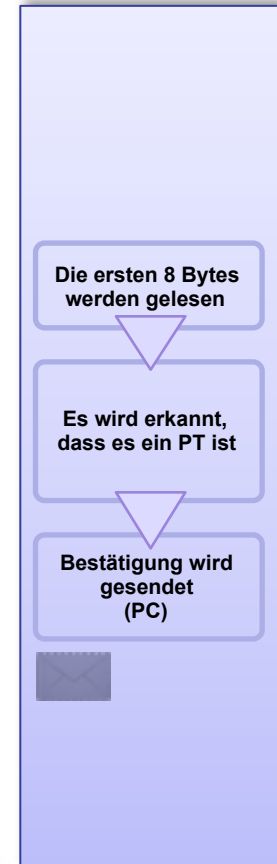 Die ersten 8 Bytes
werden gelesen
Es wird erkannt,
dass es ein PT ist
Bestätigung wird
gesendet
(PC)